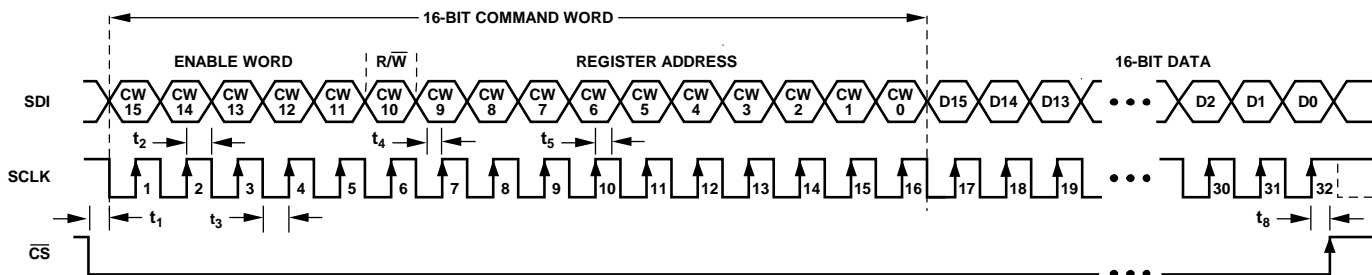 16-BIT COMMAND WORD
ENABLE WORD R/W̅ REGISTER ADDRESS 16-BIT DATA
SDI CW 15 CW 14 CW 13 CW 12 CW 11 CW 10 CW 9 CW 8 CW 7 CW 6 CW 5 CW 4 CW 3 CW 2 CW 1 CW 0 D15 D14 D13 ••• D2 D1 D0
t2 t4 t5
SCLK 1 2 3 4 5 6 7 8 9 10 11 12 13 14 15 16 17 18 19 ••• 30 31 32
t1 t3 t8
C̅S̅ •••